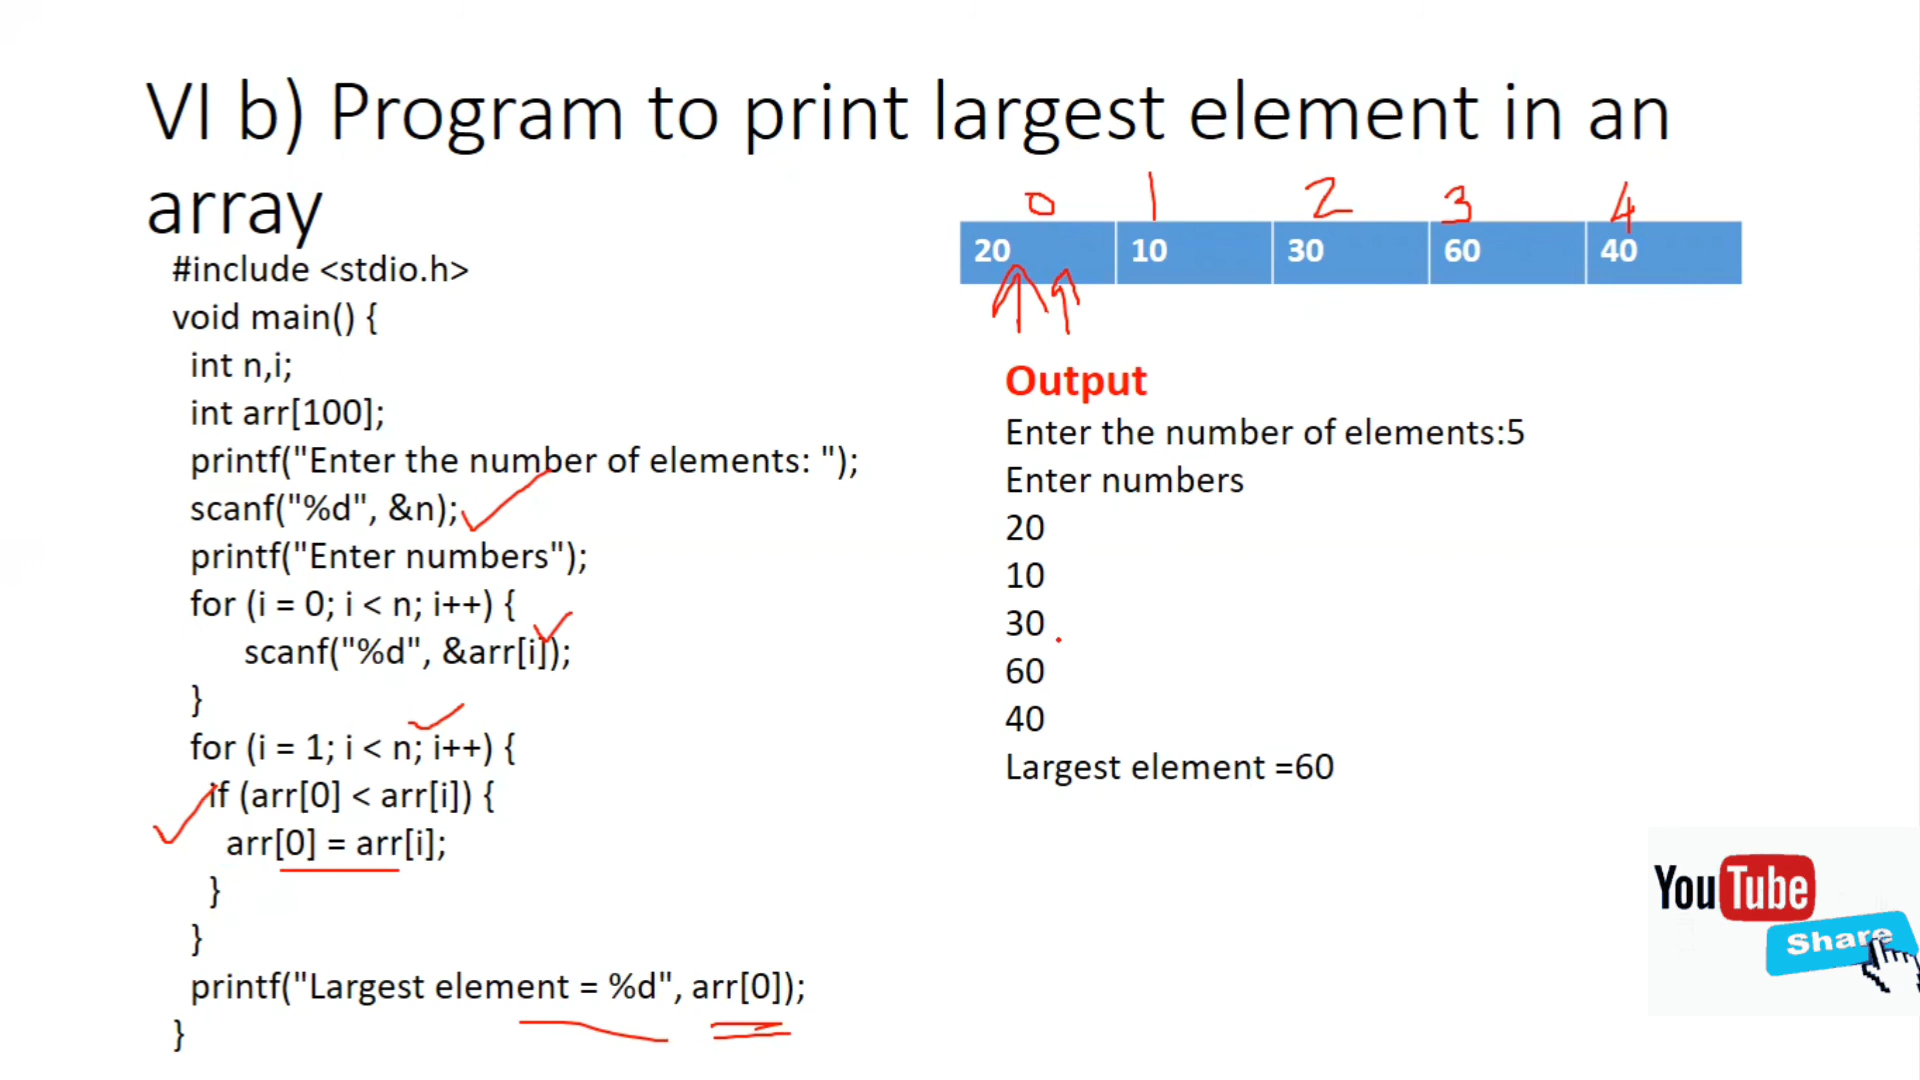 VI b) Program to print largest element in an
array
0 1 2 3 4
20 10 30 60 40
#include <stdio.h>
void main() {
int n,i;
int arr[100];
printf("Enter the number of elements: ");
scanf("%d", &n);
printf("Enter numbers");
for (i = 0; i < n; i++) {
scanf("%d", &arr[i]);
}
for (i = 1; i < n; i++) {
if (arr[0] < arr[i]) {
arr[0] = arr[i];
}
}
printf("Largest element = %d", arr[0]);
}
Output
Enter the number of elements:5
Enter numbers
20
10
30
60
40
Largest element =60
YouTube
Share